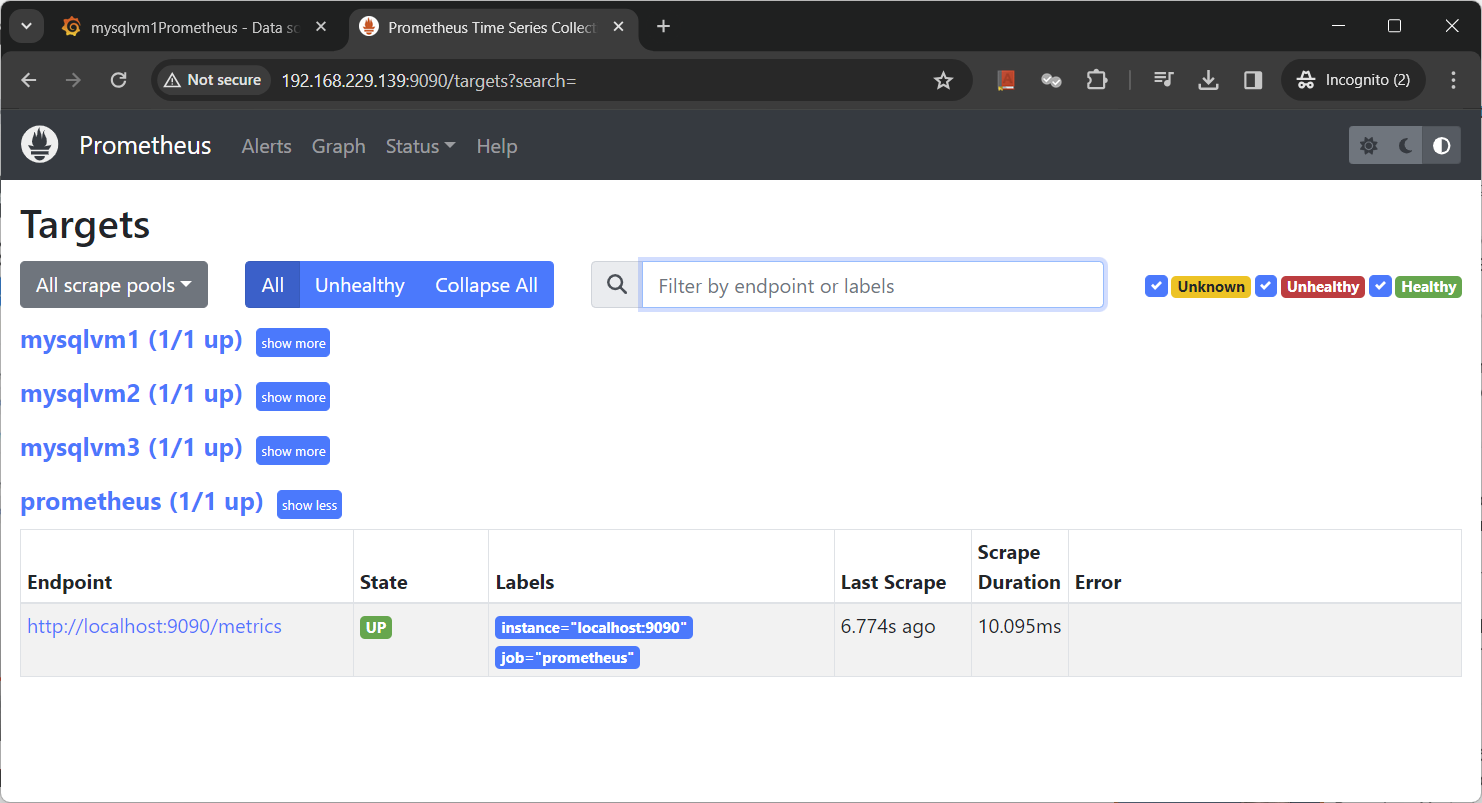 mysqlvm1Prometheus - Data so
Prometheus Time Series Collect
Not secure
192.168.229.139:9090/targets?search=
Incognito (2)
Prometheus
Alerts
Graph
Status
Help
Targets
All scrape pools
All
Unhealthy
Collapse All
Filter by endpoint or labels
Unknown
Unhealthy
Healthy
mysqlvm1 (1/1 up)
show more
mysqlvm2 (1/1 up)
show more
mysqlvm3 (1/1 up)
show more
prometheus (1/1 up)
show less
Endpoint
State
Labels
Last Scrape
Scrape
Duration
Error
http://localhost:9090/metrics
UP
instance="localhost:9090"
job="prometheus"
6.774s ago
10.095ms